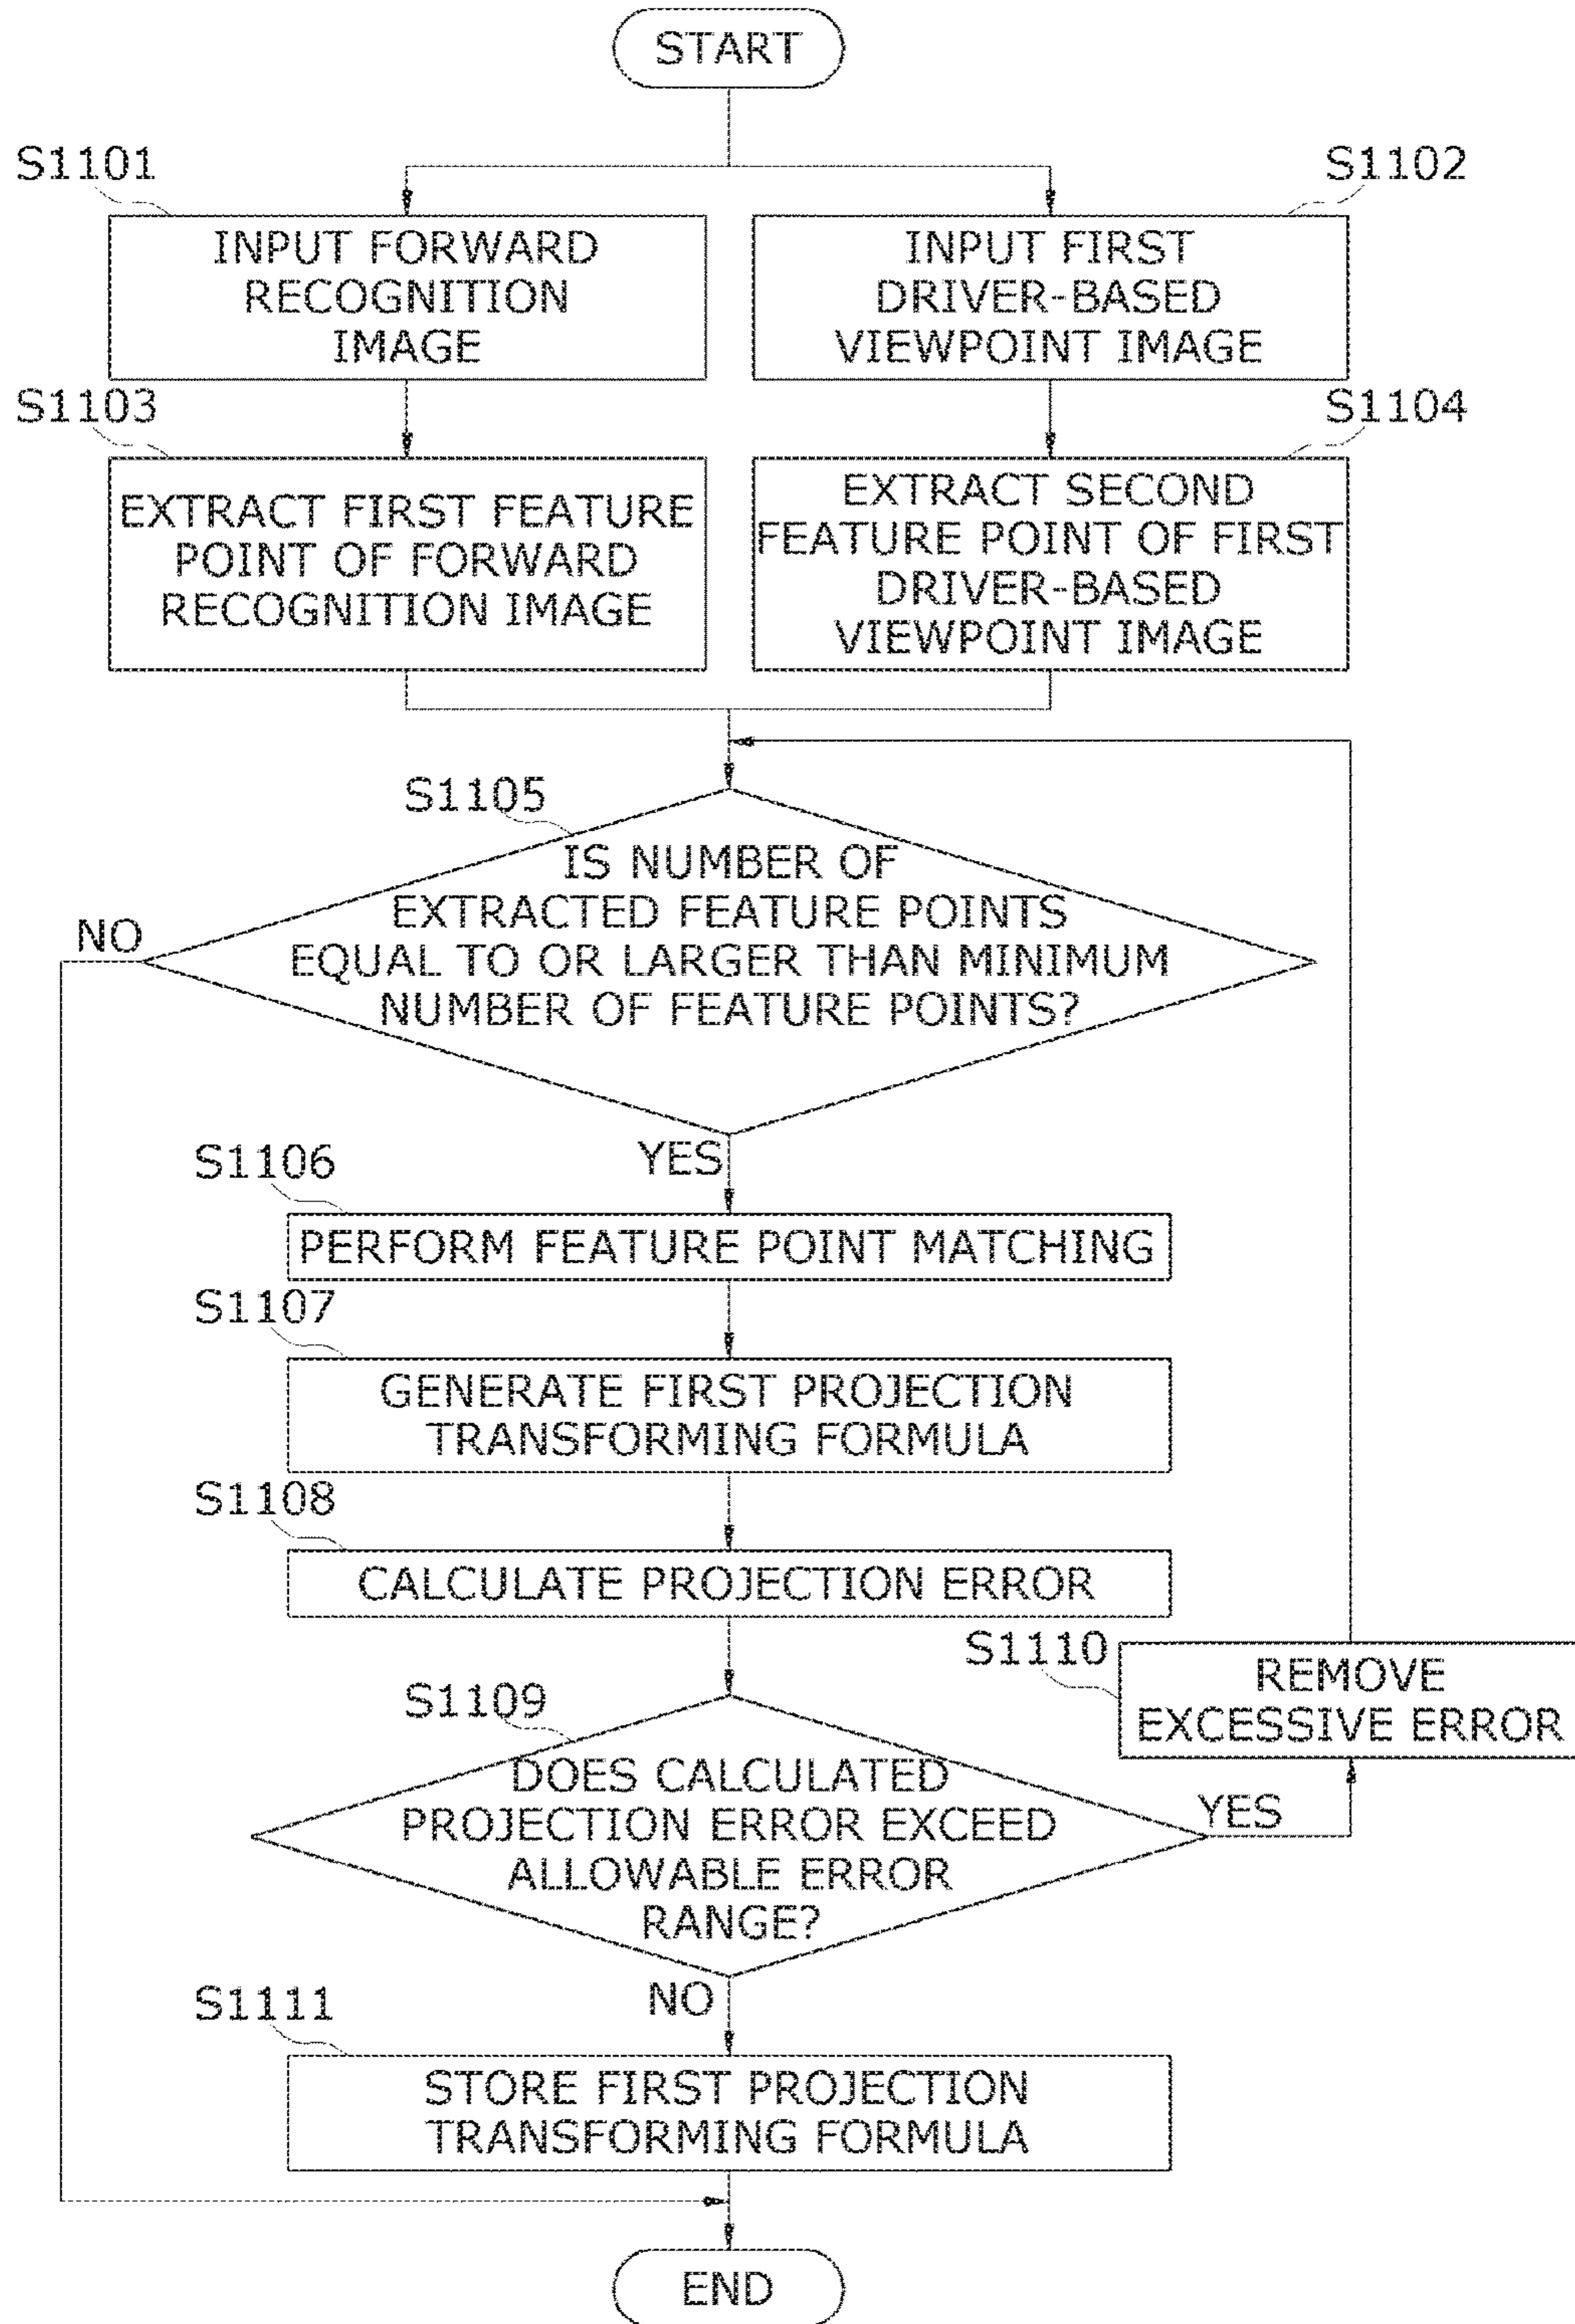 START
S1101
S1102
INPUT FORWARD
RECOGNITION
IMAGE
INPUT FIRST
DRIVER-BASED
VIEWPOINT IMAGE
S1103
S1104
EXTRACT FIRST FEATURE
POINT OF FORWARD
RECOGNITION IMAGE
EXTRACT SECOND
FEATURE POINT OF FIRST
DRIVER-BASED
VIEWPOINT IMAGE
S1105
IS NUMBER OF
EXTRACTED FEATURE POINTS
EQUAL TO OR LARGER THAN MINIMUM
NUMBER OF FEATURE POINTS?
NO
YES
S1106
PERFORM FEATURE POINT MATCHING
S1107
GENERATE FIRST PROJECTION
TRANSFORMING FORMULA
S1108
CALCULATE PROJECTION ERROR
S1110
REMOVE
EXCESSIVE ERROR
S1109
DOES CALCULATED
PROJECTION ERROR EXCEED
ALLOWABLE ERROR
RANGE?
YES
NO
S1111
STORE FIRST PROJECTION
TRANSFORMING FORMULA
END